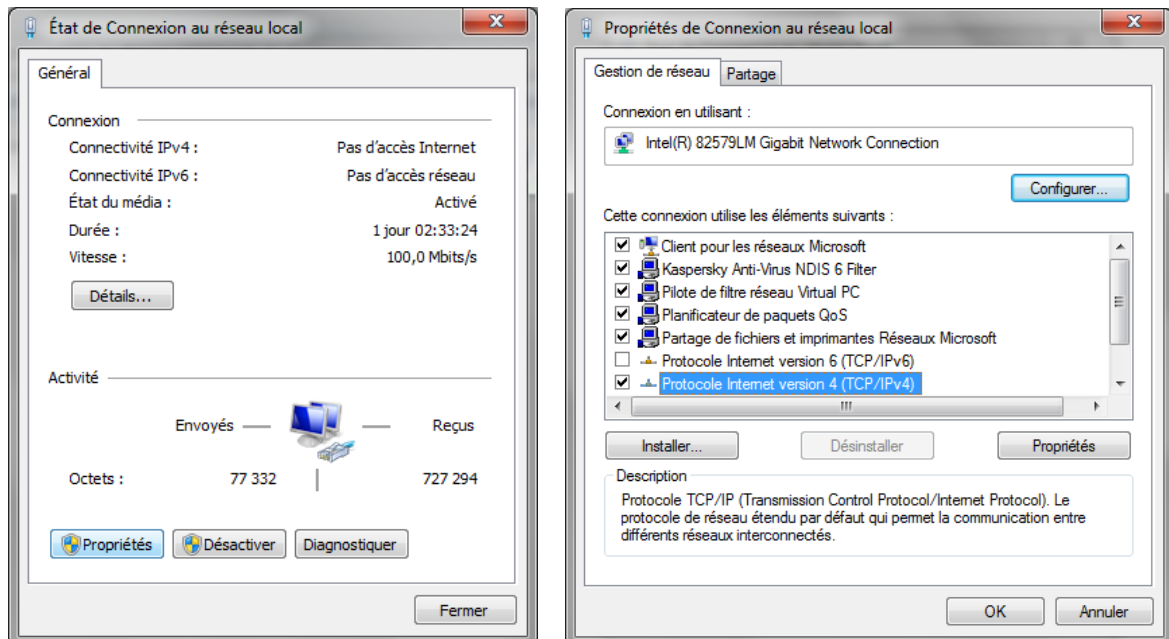 État de Connexion au réseau local
Général
Connexion
Connectivité IPv4 : Pas d'accès Internet
Connectivité IPv6 : Pas d'accès réseau
État du média : Activé
Durée : 1 jour 02:33:24
Vitesse : 100,0 Mbits/s
Détails...
Activité
Envoyés Reçus
Octets : 77 332 727 294
Propriétés Désactiver Diagnostiquer
Fermer
Propriétés de Connexion au réseau local
Gestion de réseau Partage
Connexion en utilisant :
Intel(R) 82579LM Gigabit Network Connection
Configurer...
Cette connexion utilise les éléments suivants :
Client pour les réseaux Microsoft
Kaspersky Anti-Virus NDIS 6 Filter
Pilote de filtre réseau Virtual PC
Planificateur de paquets QoS
Partage de fichiers et imprimantes Réseaux Microsoft
Protocole Internet version 6 (TCP/IPv6)
Protocole Internet version 4 (TCP/IPv4)
Installer... Désinstaller Propriétés
Description
Protocole TCP/IP (Transmission Control Protocol/Internet Protocol). Le
protocole de réseau étendu par défaut qui permet la communication entre
différents réseaux interconnectés.
OK Annuler